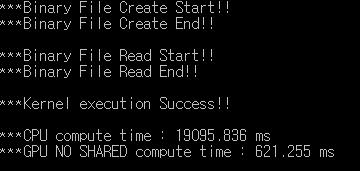 ***Binary File Create Start!!
***Binary File Create End!!
***Binary File Read Start!!
***Binary File Read End!!
***Kernel execution Success!!
***CPU compute time : 19095.836 ms
***GPU NO SHARED compute time : 621.255 ms